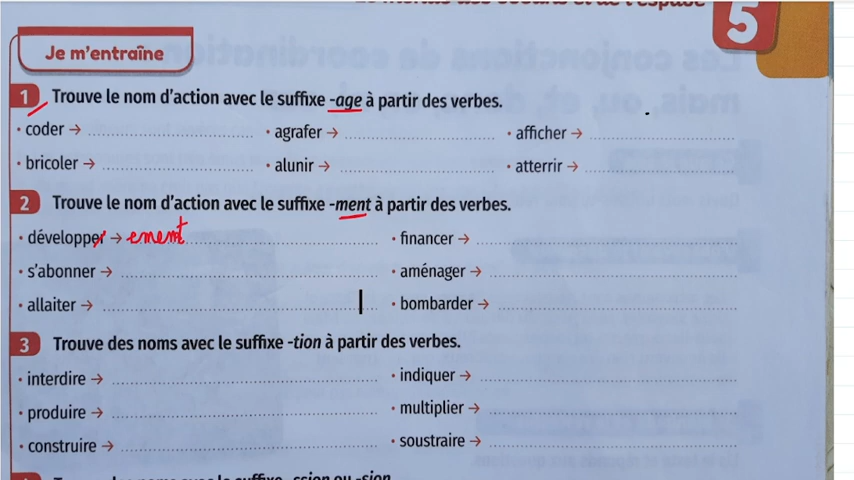 5
Je m'entraîne
1 Trouve le nom d'action avec le suffixe -age à partir des verbes.
• coder → • agrafer → • afficher →
• bricoler → • alunir → • atterrir →
2 Trouve le nom d'action avec le suffixe -ment à partir des verbes.
• développer → ement • financer →
• s'abonner → • aménager →
• allaiter → • bombarder →
3 Trouve des noms avec le suffixe -tion à partir des verbes.
• interdire → • indiquer →
• produire → • multiplier →
• construire → • soustraire →